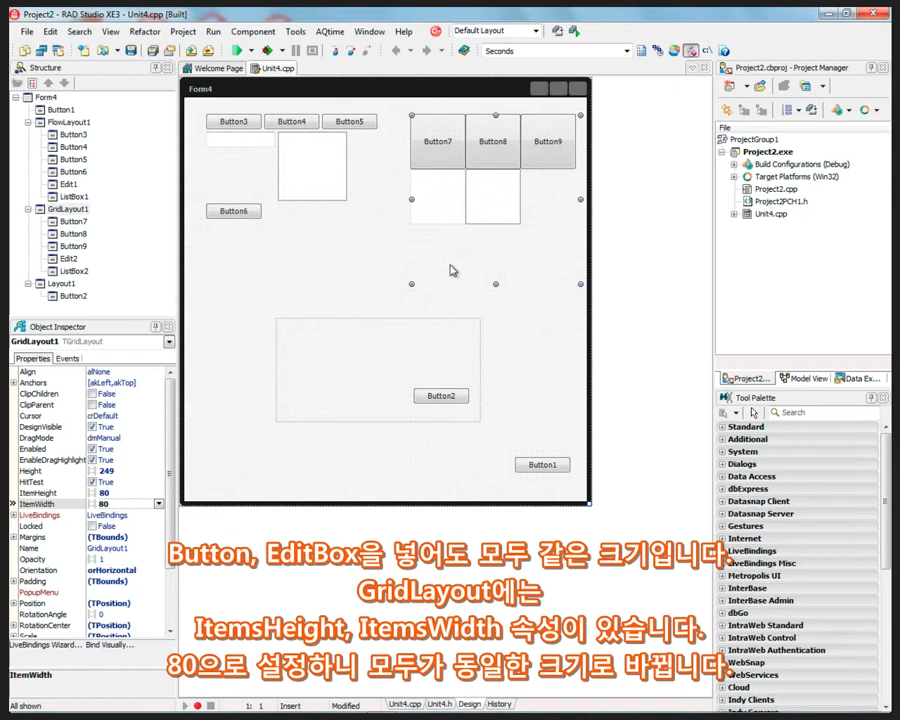 Project2 - RAD Studio XE3 - Unit4.cpp [Built]
File Edit Search View Refactor Project Run Component Tools AQtime Window Help Default Layout
Seconds
Structure
Form4
Button1
FlowLayout1
Button3
Button4
Button5
Button6
Edit1
ListBox1
GridLayout1
Button7
Button8
Button9
Edit2
ListBox2
Layout1
Button2
Object Inspector
GridLayout1 TGridLayout
Properties Events
Align alNone
Anchors [akLeft,akTop]
ClipChildren False
ClipParent False
Cursor crDefault
DesignVisible True
DragMode dmManual
Enabled True
EnableDragHighlight True
Height 249
HitTest True
ItemHeight 80
ItemWidth 80
LiveBindings LiveBindings
Locked False
Margins (TBounds)
Name GridLayout1
Opacity 1
Orientation orHorizontal
Padding (TBounds)
PopupMenu
Position (TPosition)
RotationAngle 0
RotationCenter (TPosition)
Scale (TPosition)
LiveBindings Wizard... Bind Visually...
ItemWidth
All shown
Welcome Page Unit4.cpp
Form4
Button3 Button4 Button5
Button7 Button8 Button9
Button6
Button2
Button1
Button, EditBox을 넣어도 모두 같은 크기입니다.
GridLayout에는
ItemsHeight, ItemsWidth 속성이 있습니다.
80으로 설정하니 모두가 동일한 크기로 바뀝니다.
1: 1 Insert Modified Unit4.cpp Unit4.h Design History
Project2.cbproj - Project Manager
File
ProjectGroup1
Project2.exe
Build Configurations (Debug)
Target Platforms (Win32)
Project2.cpp
Project2PCH1.h
Unit4.cpp
Project2... Model View Data Ex...
Tool Palette
Search
Standard
Additional
System
Dialogs
Data Access
dbExpress
Datasnap Client
Datasnap Server
Gestures
Internet
LiveBindings
LiveBindings Misc
Metropolis UI
InterBase
InterBase Admin
dbGo
IntraWeb Standard
IntraWeb Control
IntraWeb Authentication
WebSnap
WebServices
Cloud
Indy Clients